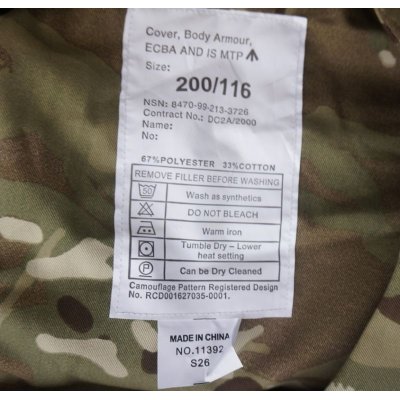 Cover, Body Armour,
ECBA AND IS MTP
Size:
200/116
NSN: 8470-99-213-3726
Contract No.: DC2A/2000
Name:
No:
67%POLYESTER 33%COTTON
REMOVE FILLER BEFORE WASHING
50
Wash as synthetics
DO NOT BLEACH
Warm iron
Tumble Dry – Lower
heat setting
P
Can be Dry Cleaned
Camouflage Pattern Registered Design
No. RCD001627035-0001.
MADE IN CHINA
NO.11392
S26